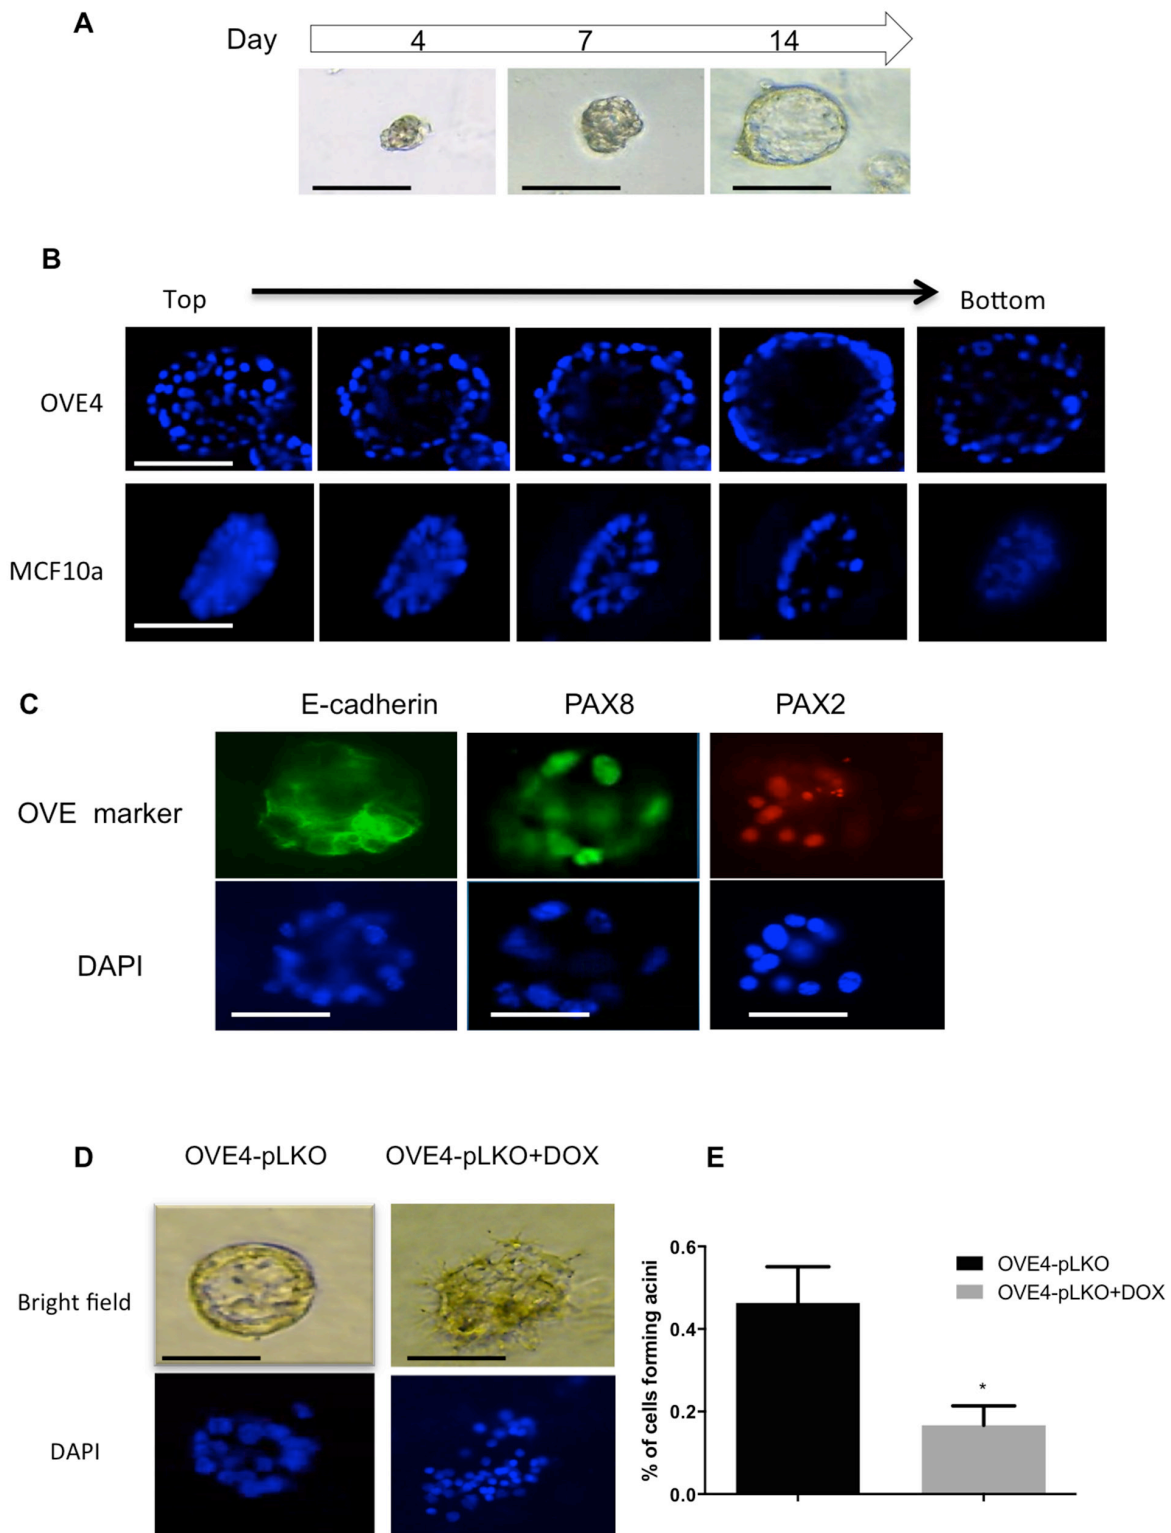 A
Day 4 7 14
B
Top Bottom
OVE4
MCF10a
C
E-cadherin PAX8 PAX2
OVE marker
DAPI
D
OVE4-pLKO OVE4-pLKO+DOX
Bright field
DAPI
E
% of cells forming acini
0.6
0.4
0.2
0.0
*
OVE4-pLKO
OVE4-pLKO+DOX